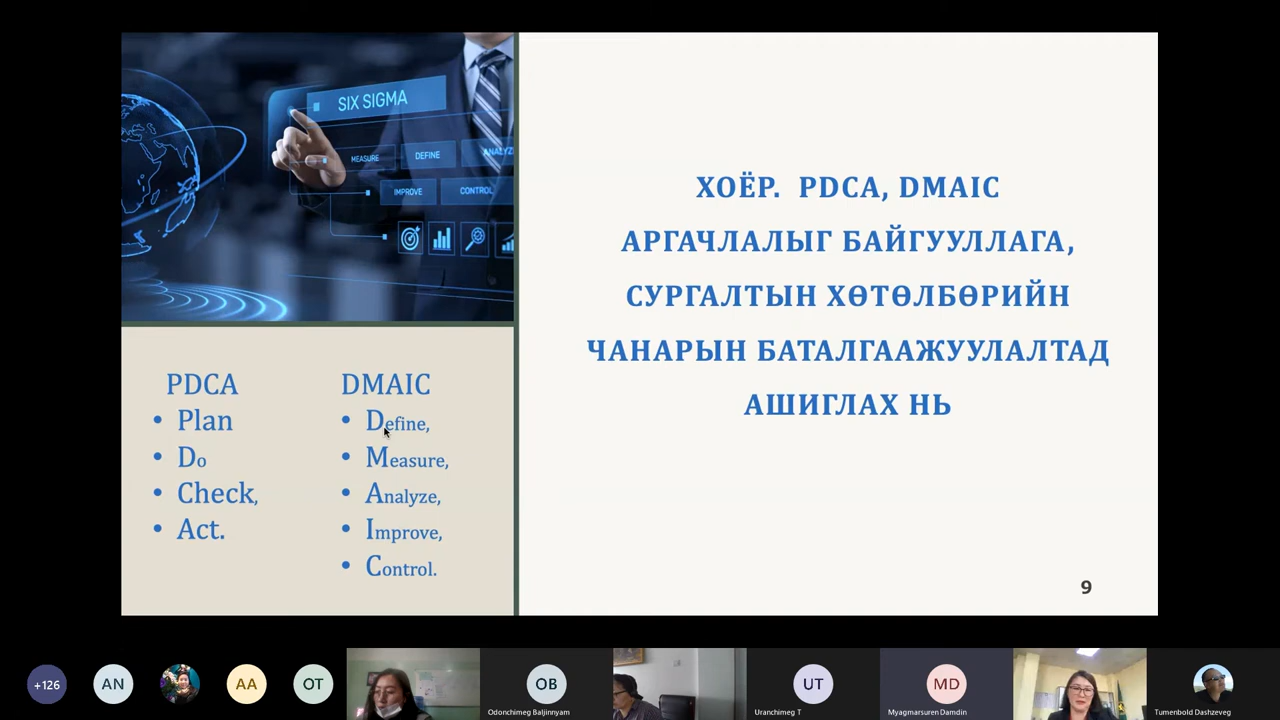 SIX SIGMA
MEASURE
DEFINE
ANALYZE
IMPROVE
CONTROL
ХОЁР. PDCA, DMAIC
АРГАЧЛАЛЫГ БАЙГУУЛЛАГА,
СУРГАЛТЫН ХӨТӨЛБӨРИЙН
ЧАНАРЫН БАТАЛГААЖУУЛАЛТАД
АШИГЛАХ НЬ
PDCA
• Plan
• Do
• Check,
• Act.
DMAIC
• Define,
• Measure,
• Analyze,
• Improve,
• Control.
9
+126
AN
AA
OT
OB
Odonchimeg Baljinnyam
UT
Uranchimeg T
MD
Myagmarsuren Damdin
Tumenbold Dashzeveg